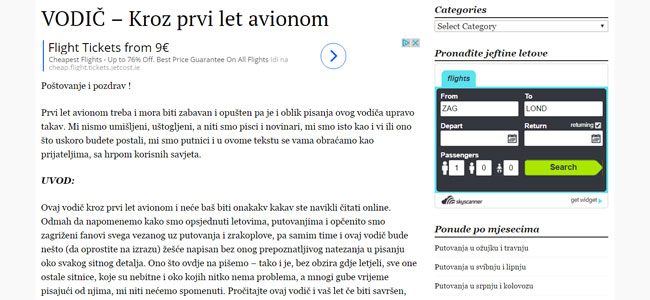 VODIČ – Kroz prvi let avionom
Flight Tickets from 9€
Cheapest Flights - Up to 76% Off. Best Price Guarantee On All Flights Idi na
cheap.flight.tickets.jetcost.ie
Poštovanje i pozdrav !
Prvi let avionom treba i mora biti zabavan i opušten pa je i oblik pisanja ovog vodiča upravo
takav. Mi nismo umišljeni, uštogljeni, a niti smo pisci i novinari, mi smo isto kao i vi ili ono
što uskoro budete postali, mi smo putnici i u ovome tekstu se vama obraćamo kao
prijateljima, sa hrpom korisnih savjeta.
UVOD:
Ovaj vodič kroz prvi let avionom i neće baš biti onakakv kakav ste navikli čitati online.
Odmah da napomenemo kako smo opsjednuti letovima, putovanjima i općenito smo
zagriženi fanovi svega vezanog uz putovanja i zrakoplove, pa samim time i ovaj vodič bude
nešto (da oprostite na izrazu) žešće napisan bez onog prepoznatljivog natezanja u pisanju
oko svakog sitnog detalja. Ono što ovdje na pišemo – tako i je, bez obzira gdje letjeli, sve one
ostale sitnice, koje su nebitne i oko kojih nitko nema problema, a mnogi gube vrijeme
pisajući od njima, mi niti nećemo spomenuti. Pročitajte ovaj vodič i vaš let će biti savršen,
Categories
Select Category
Pronađite jeftine letove
flights
From
To
ZAG
LOND
Depart
Return
returning
Passengers
1
0
0
Search
skyscanner
get widget
Ponude po mjesecima
Putovanja u ožujku i travnju
Putovanja u svibnju i lipnju
Putovanja u srpnju i kolovozu